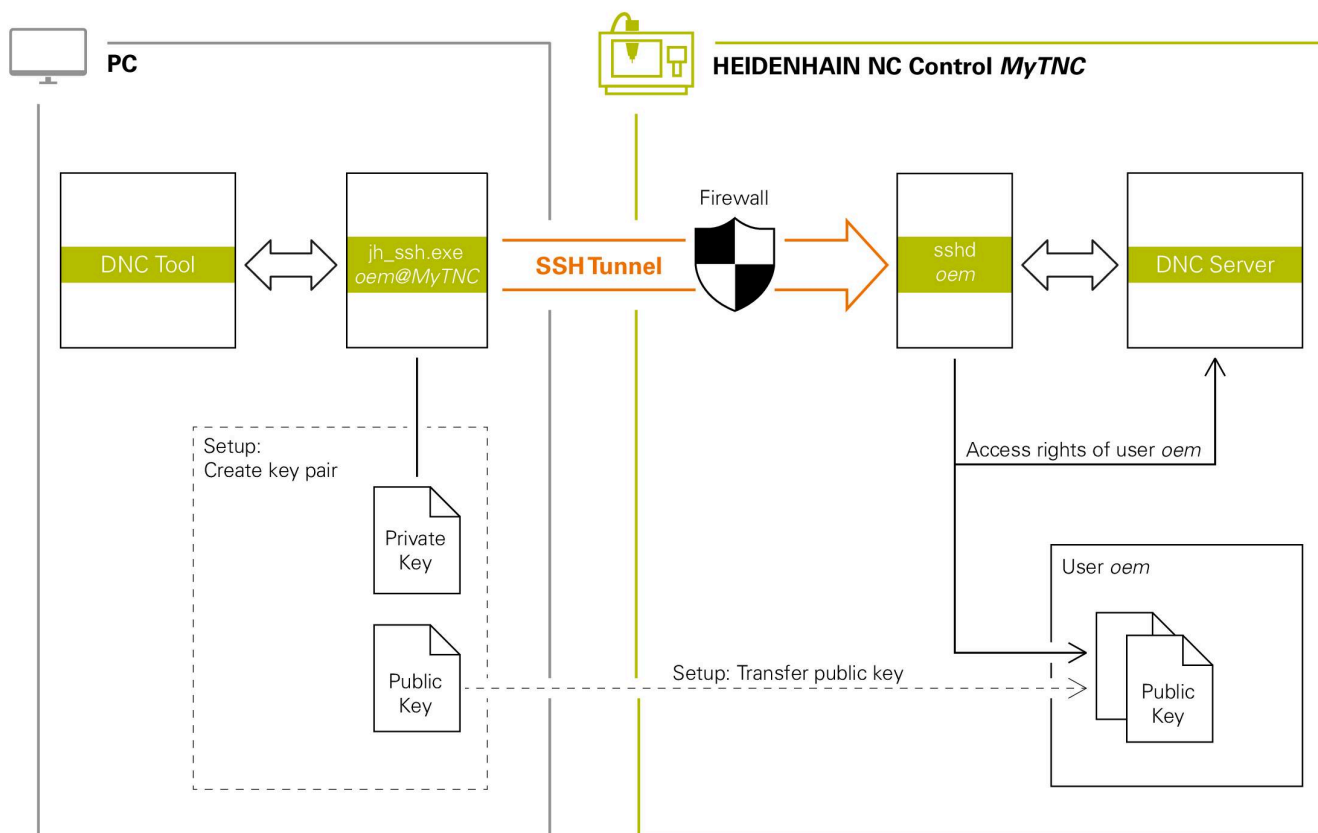 PC
HEIDENHAIN NC Control MyTNC
Firewall
DNC Tool
jh_ssh.exe
oem@MyTNC
SSH Tunnel
sshd
oem
DNC Server
Setup:
Create key pair
Access rights of user oem
Private
Key
User oem
Setup: Transfer public key
Public
Key
Public
Key